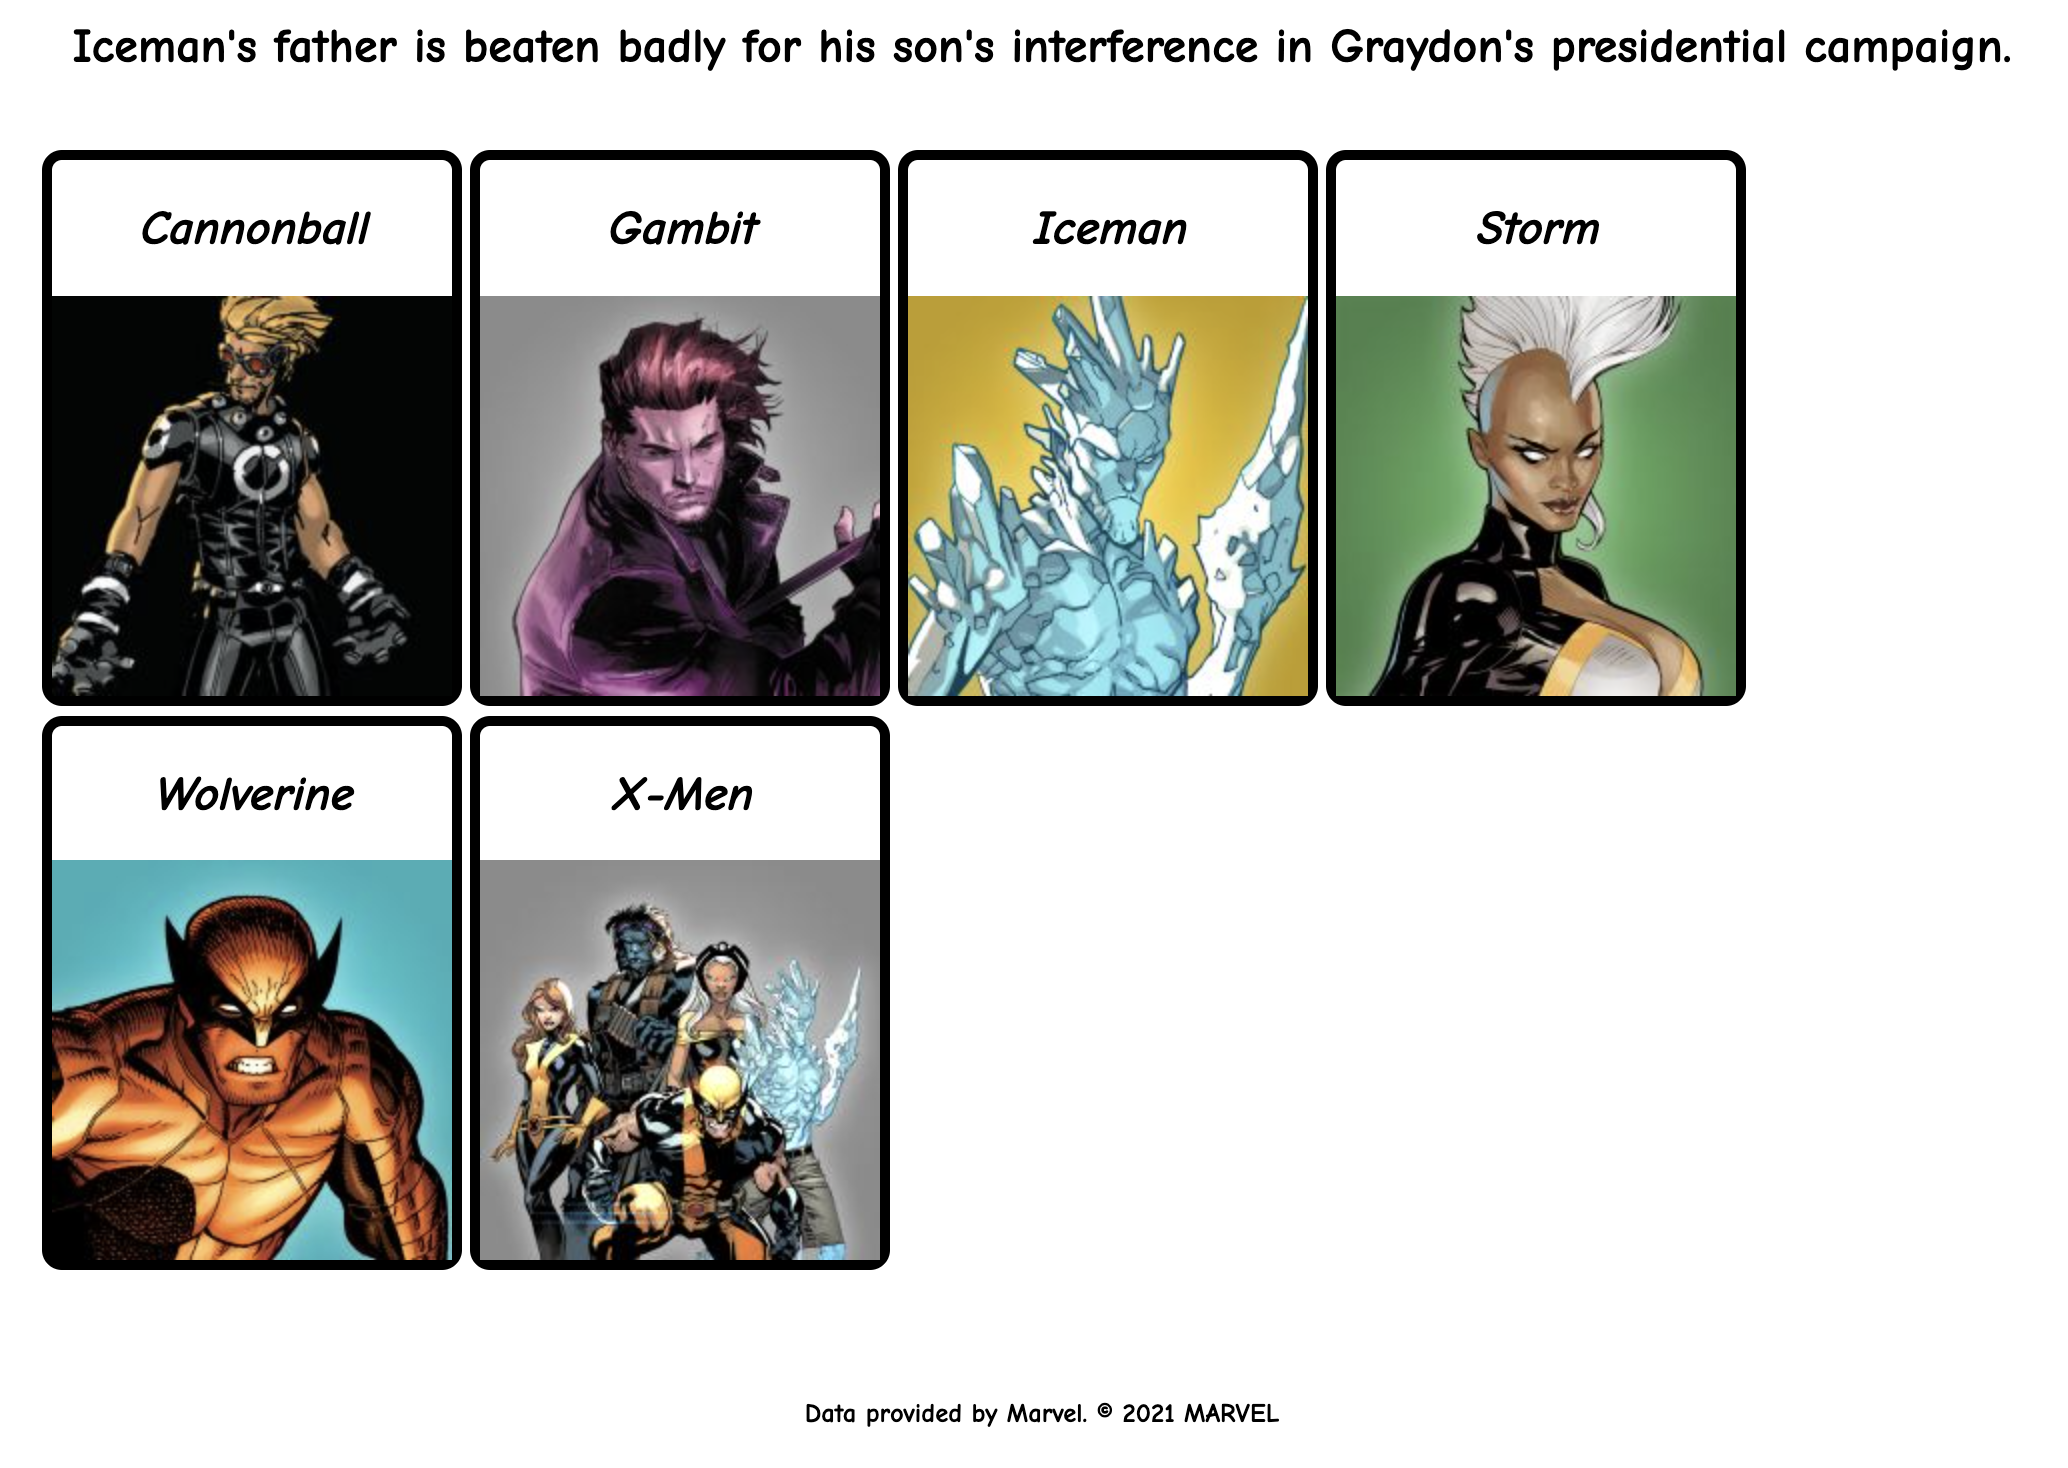 Iceman's father is beaten badly for his son's interference in Graydon's presidential campaign.
Cannonball
Gambit
Iceman
Storm
Wolverine
X-Men
Data provided by Marvel. © 2021 MARVEL